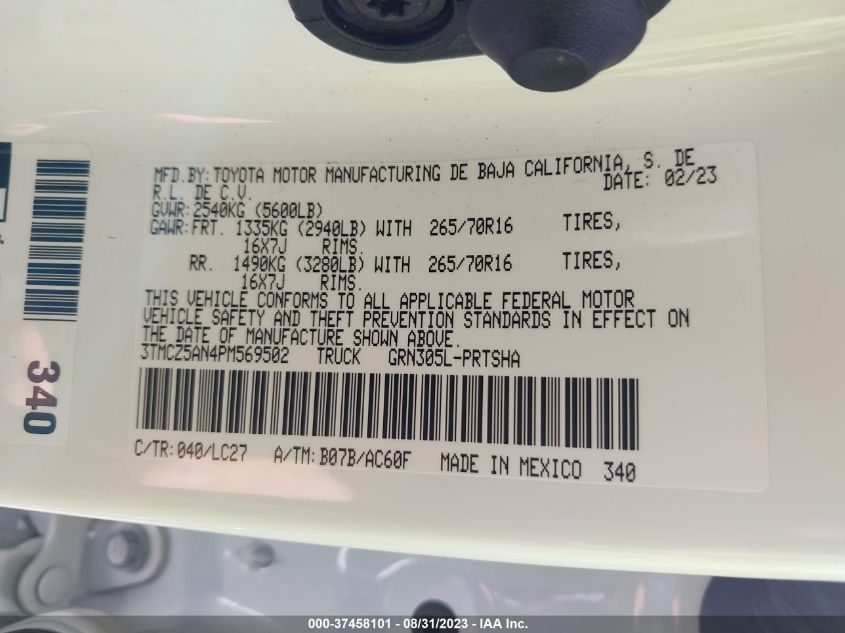 MFD.BY:TOYOTA MOTOR MANUFACTURING DE BAJA CALIFORNIA, S. DE
R.L. DE C.V. DATE: 02/23
GVWR:2540KG (5600LB)
GAWR:FRT. 1335KG (2940LB) WITH 265/70R16 TIRES,
16X7J RIMS.
RR. 1490KG (3280LB) WITH 265/70R16 TIRES,
16X7J RIMS.
THIS VEHICLE CONFORMS TO ALL APPLICABLE FEDERAL MOTOR
VEHICLE SAFETY AND THEFT PREVENTION STANDARDS IN EFFECT ON
THE DATE OF MANUFACTURE SHOWN ABOVE.
3TMCZ5AN4PM569502 TRUCK GRN305L-PRTSHA
C/TR:040/LC27 A/TM:B07B/AC60F MADE IN MEXICO 340
340
000-37458101 - 08/31/2023 - IAA Inc.